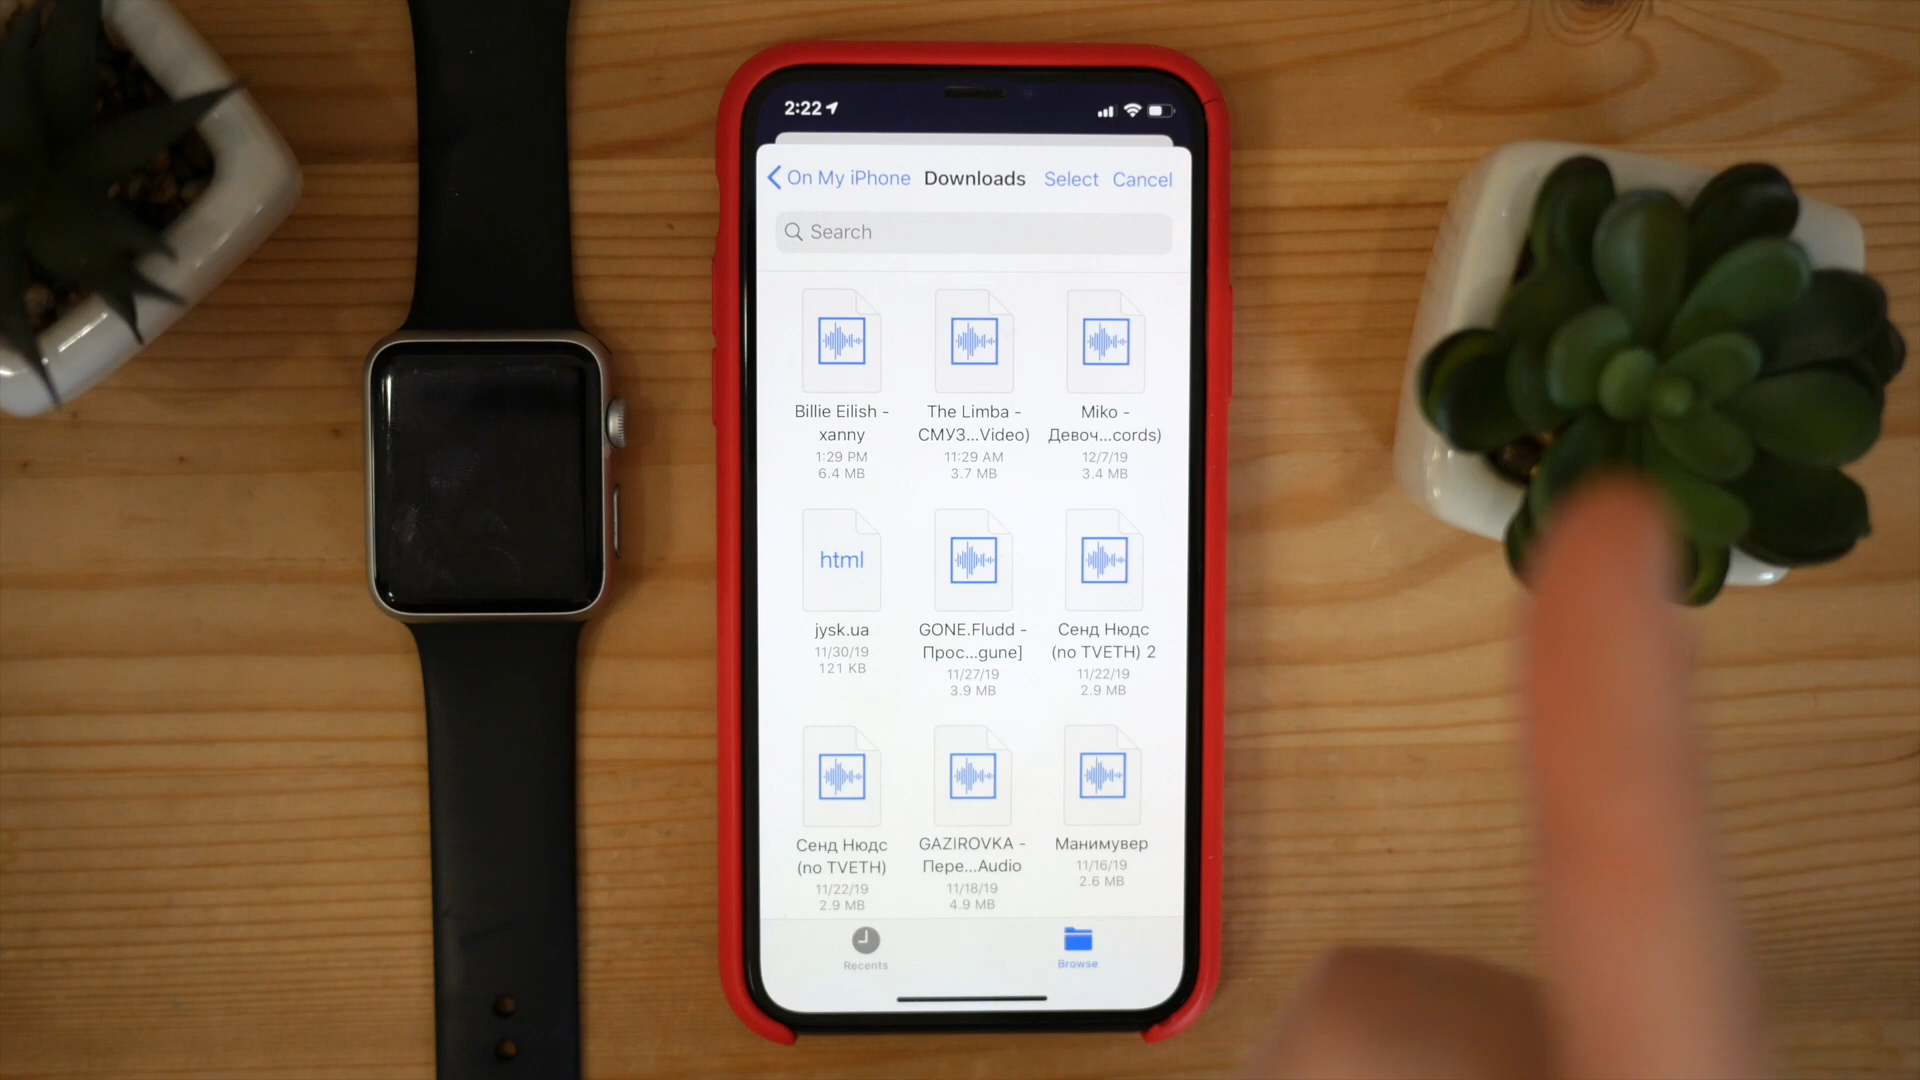 2:22
On My iPhone Downloads Select Cancel
Search
Billie Eilish -
xanny
1:29 PM
6.4 MB
The Limba -
СМУЗ...Video)
11:29 AM
3.7 MB
Miko -
Девоч...cords)
12/7/19
3.4 MB
html
jysk.ua
11/30/19
121 KB
GONE.Fludd -
Прос...gune]
11/27/19
3.9 MB
Сенд Нюдс
(no TVETH) 2
11/22/19
2.9 MB
Сенд Нюдс
(no TVETH)
11/22/19
2.9 MB
GAZIROVKA -
Пере...Audio
11/18/19
4.9 MB
Манимувер
11/16/19
2.6 MB
Recents
Browse